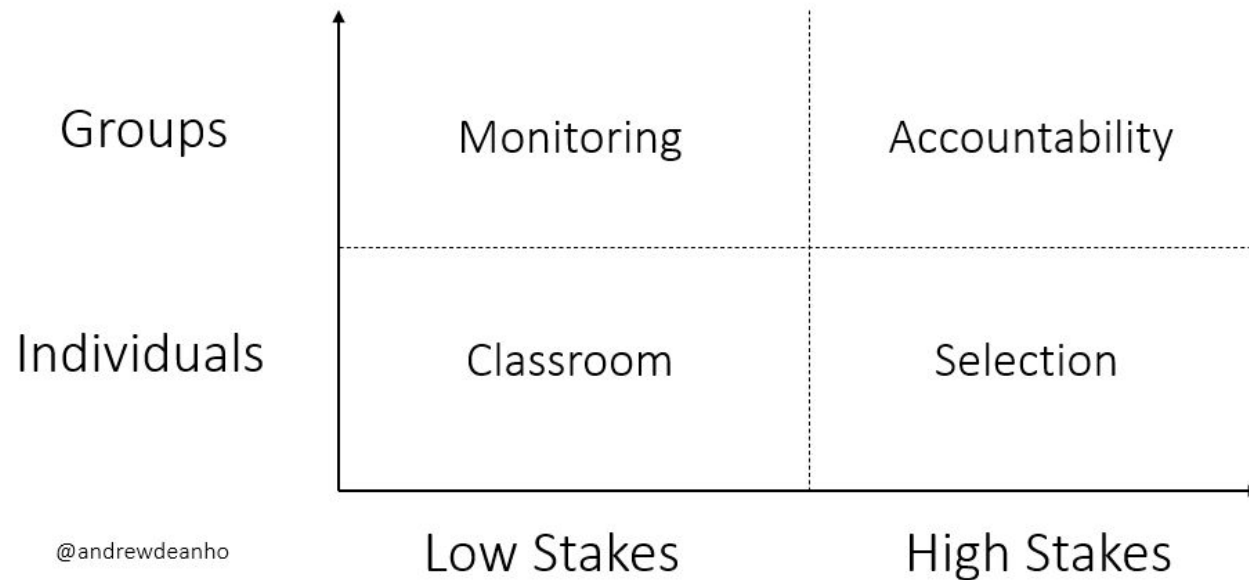 Groups
Monitoring
Accountability
Individuals
Classroom
Selection
@andrewdeanho
Low Stakes
High Stakes